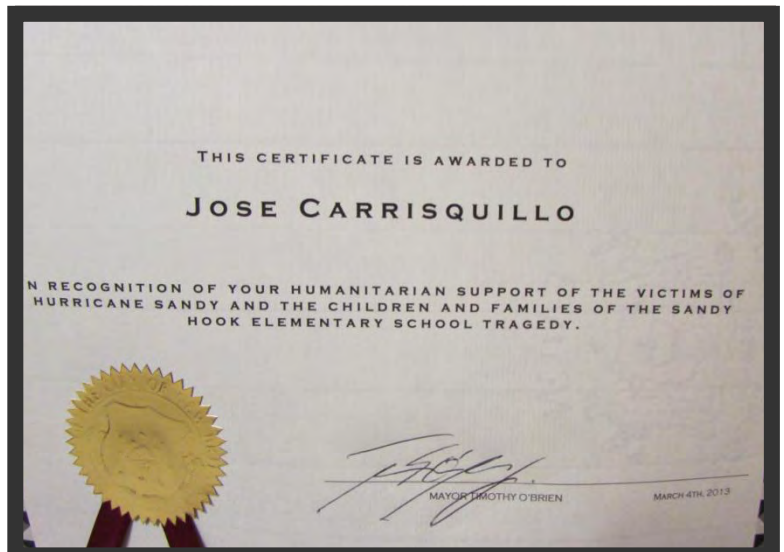 THIS CERTIFICATE IS AWARDED TO
JOSE CARRISQUILLO
N RECOGNITION OF YOUR HUMANITARIAN SUPPORT OF THE VICTIMS OF
HURRICANE SANDY AND THE CHILDREN AND FAMILIES OF THE SANDY
HOOK ELEMENTARY SCHOOL TRAGEDY.
MAYOR TIMOTHY O'BRIEN
MARCH 4TH, 2013